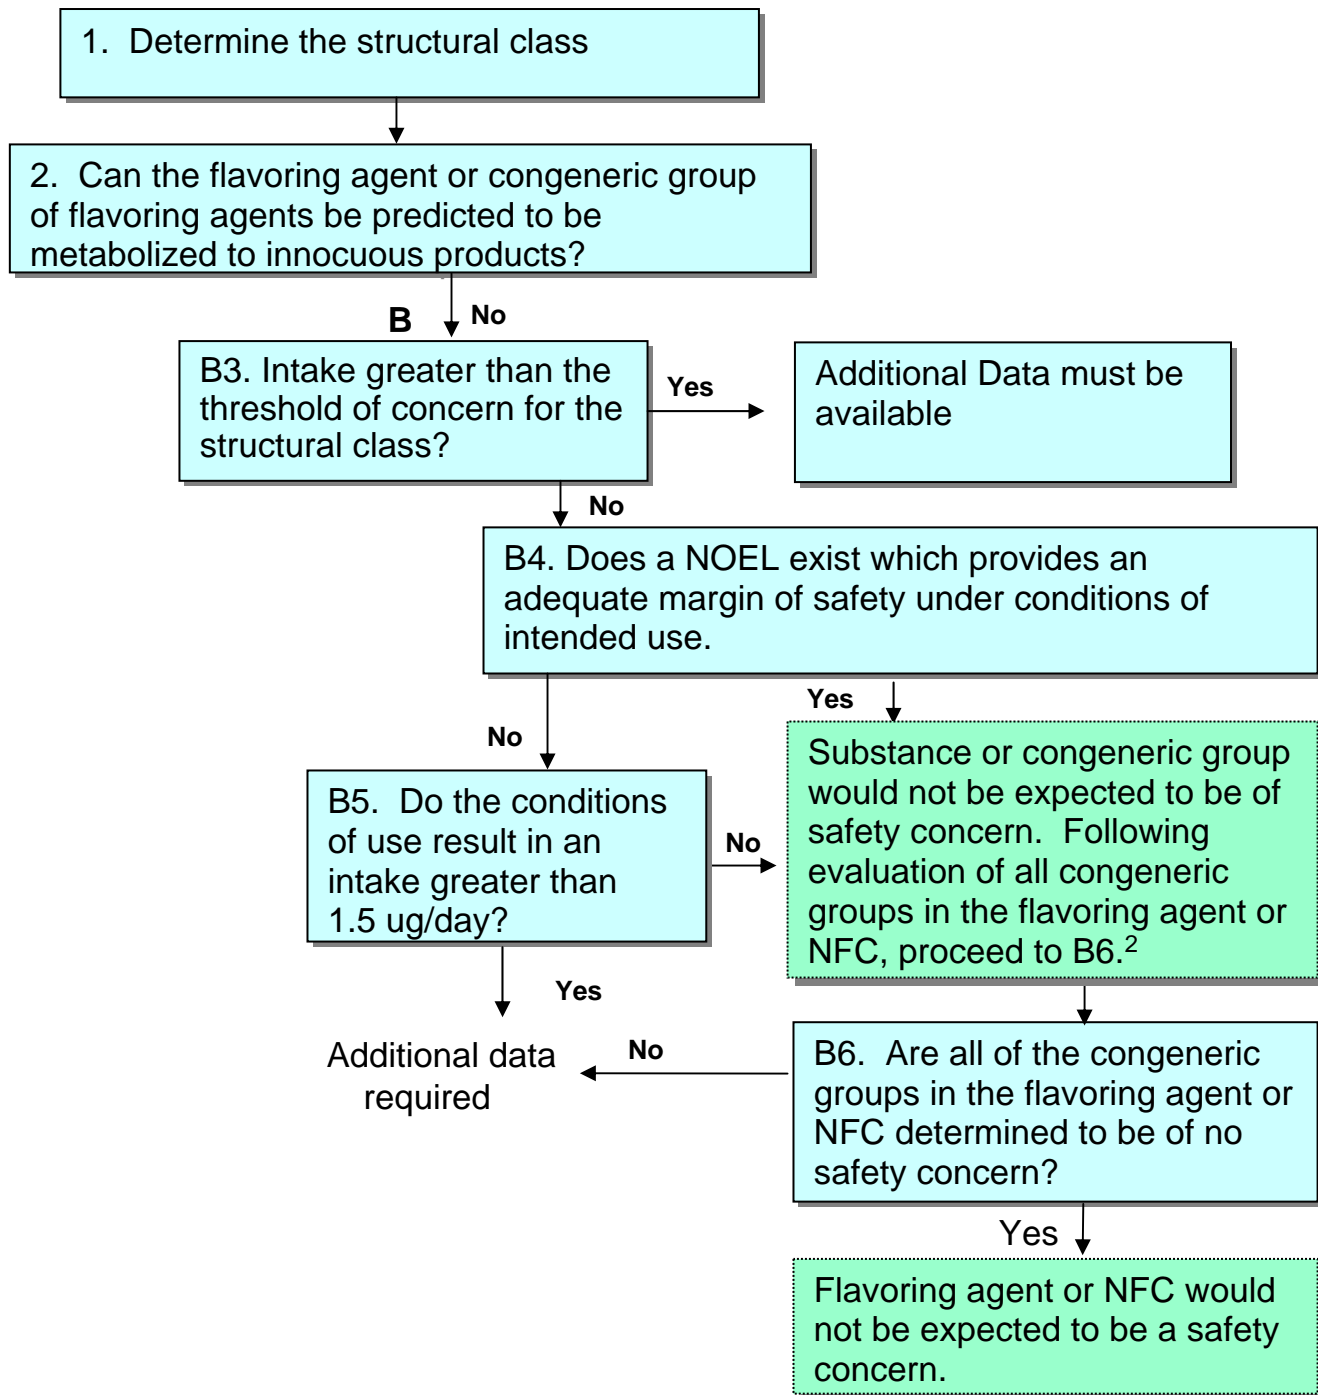 1. Determine the structural class
2. Can the flavoring agent or congeneric group
of flavoring agents be predicted to be
metabolized to innocuous products?
B
No
B3. Intake greater than the
threshold of concern for the
structural class?
Yes
Additional Data must be
available
No
B4. Does a NOEL exist which provides an
adequate margin of safety under conditions of
intended use.
Yes
No
Substance or congeneric group
would not be expected to be of
safety concern. Following
evaluation of all congeneric
groups in the flavoring agent or
NFC, proceed to B6.2
B5. Do the conditions
of use result in an
intake greater than
1.5 ug/day?
No
Yes
Additional data
required
No
B6. Are all of the congeneric
groups in the flavoring agent or
NFC determined to be of no
safety concern?
Yes
Flavoring agent or NFC would
not be expected to be a safety
concern.